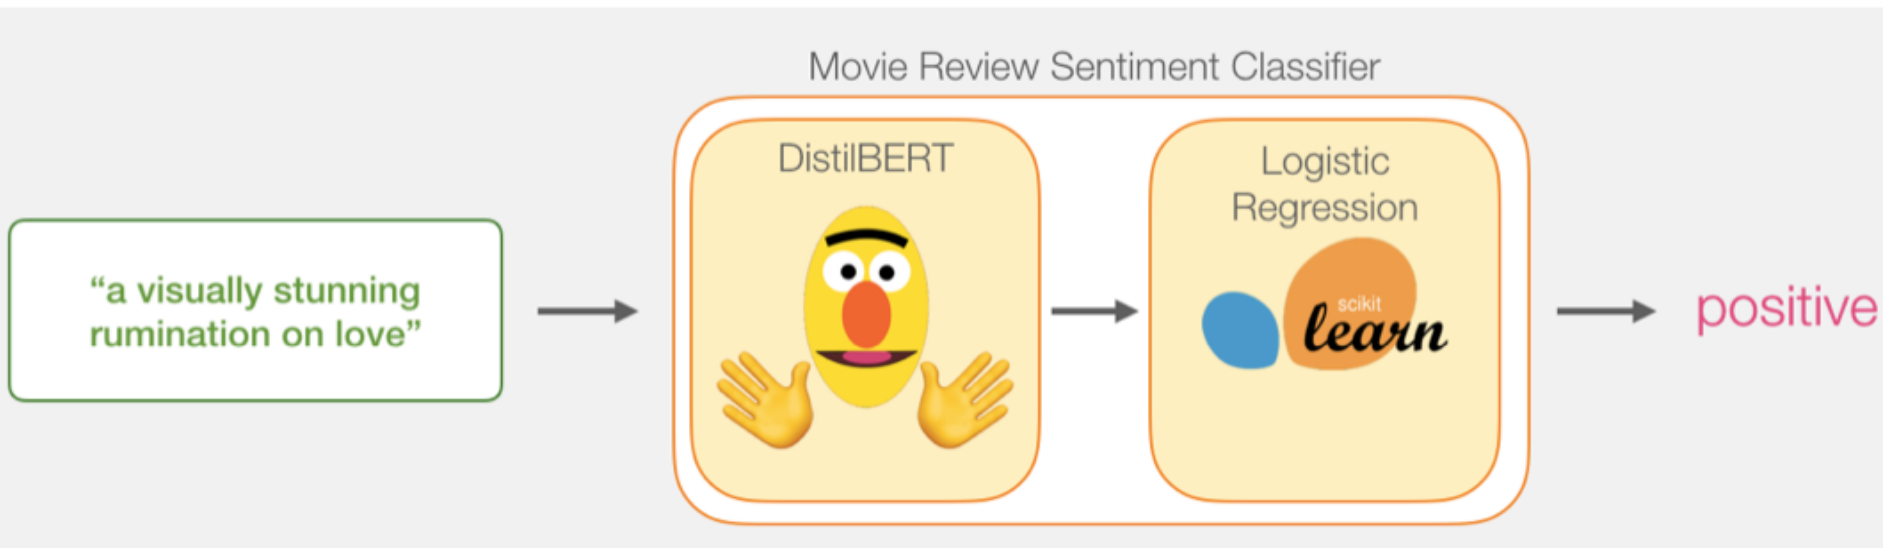 Movie Review Sentiment Classifier
“a visually stunning
rumination on love”
DistilBERT
Logistic
Regression
scikit
learn
positive